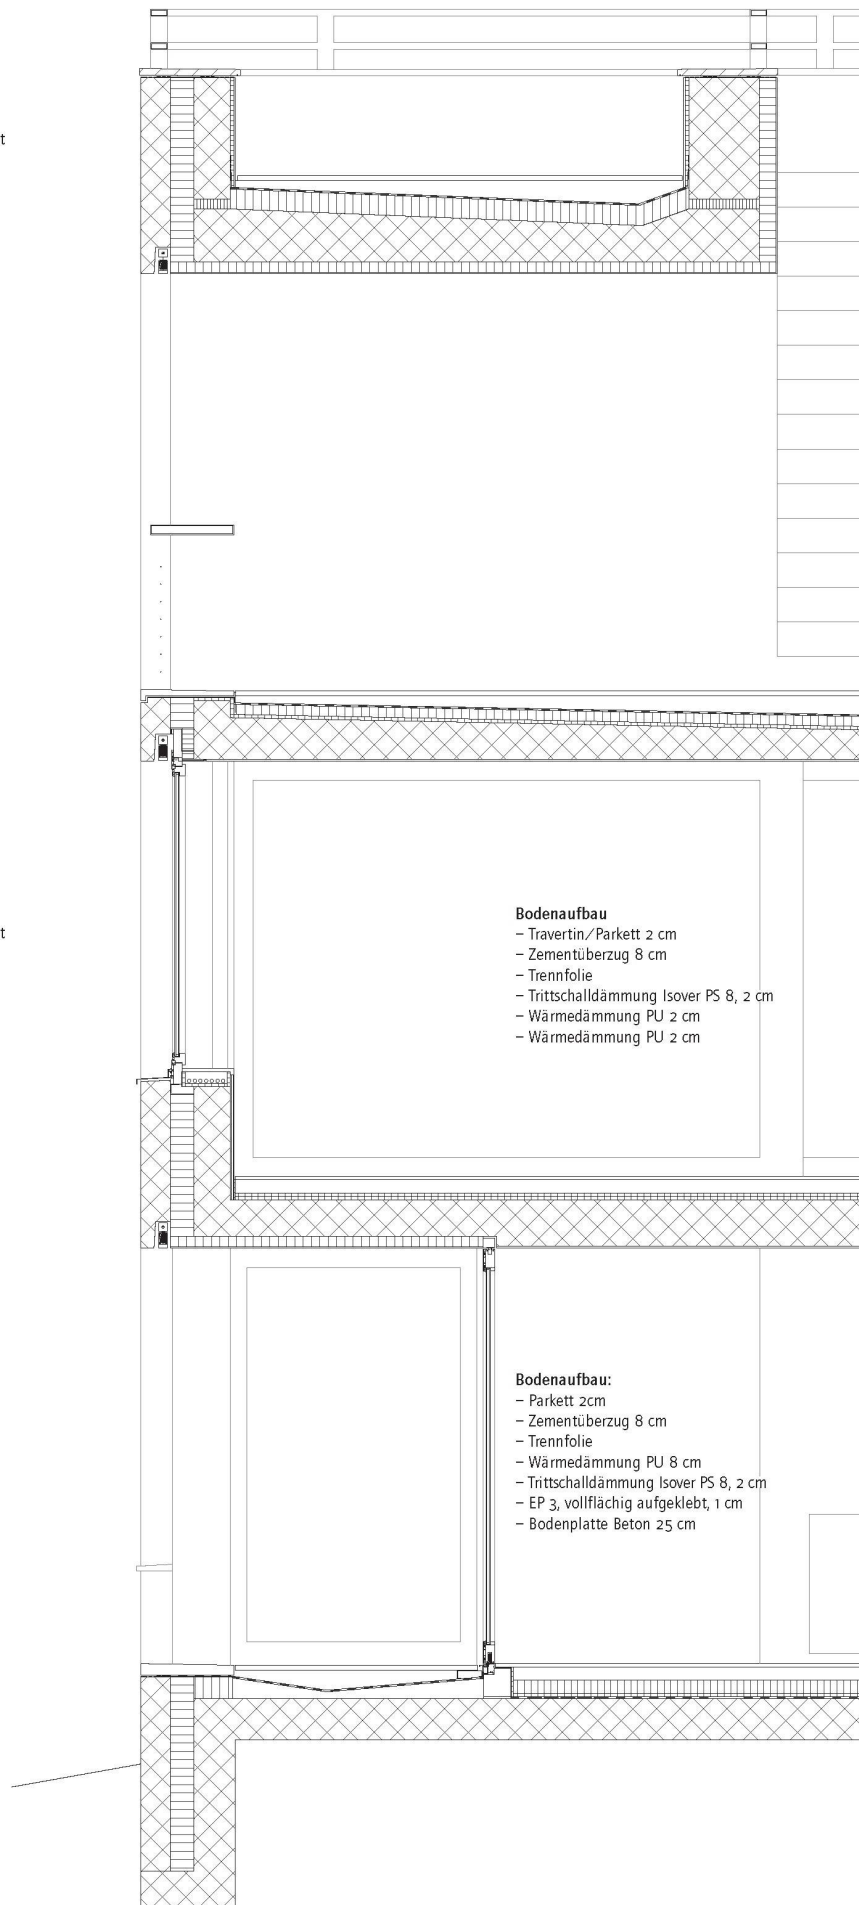 t
t
Bodenaufbau
– Travertin/Parkett 2 cm
– Zementüberzug 8 cm
– Trennfolie
– Trittschalldämmung Isover PS 8, 2 cm
– Wärmedämmung PU 2 cm
– Wärmedämmung PU 2 cm
Bodenaufbau:
– Parkett 2cm
– Zementüberzug 8 cm
– Trennfolie
– Wärmedämmung PU 8 cm
– Trittschalldämmung Isover PS 8, 2 cm
– EP 3, vollflächig aufgeklebt, 1 cm
– Bodenplatte Beton 25 cm